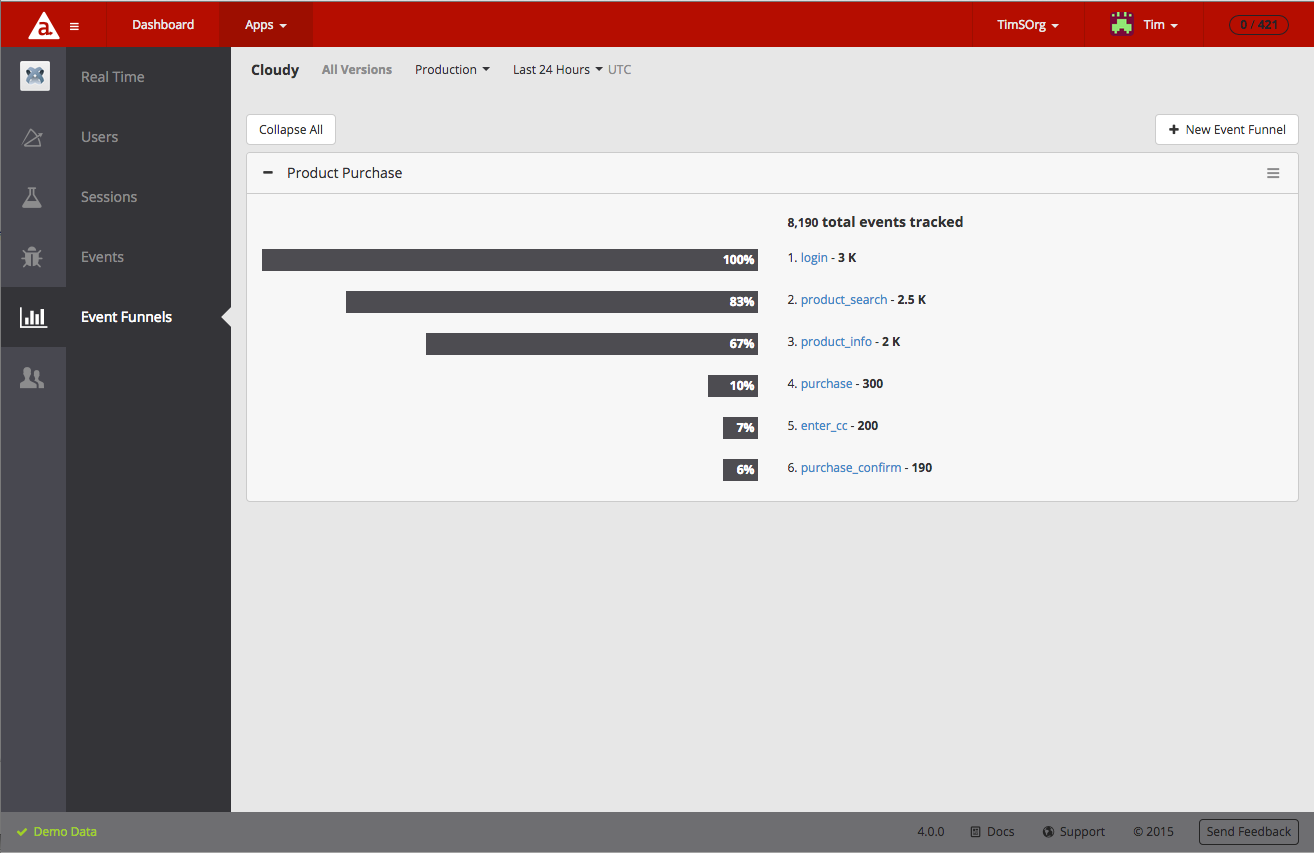 a Dashboard Apps TimSOrg Tim 0 / 421
Real Time
Users
Sessions
Events
Event Funnels
Cloudy All Versions Production Last 24 Hours UTC
Collapse All + New Event Funnel
− Product Purchase
8,190 total events tracked
100% 1. login - 3 K
83% 2. product_search - 2.5 K
67% 3. product_info - 2 K
10% 4. purchase - 300
7% 5. enter_cc - 200
6% 6. purchase_confirm - 190
Demo Data 4.0.0 Docs Support © 2015 Send Feedback